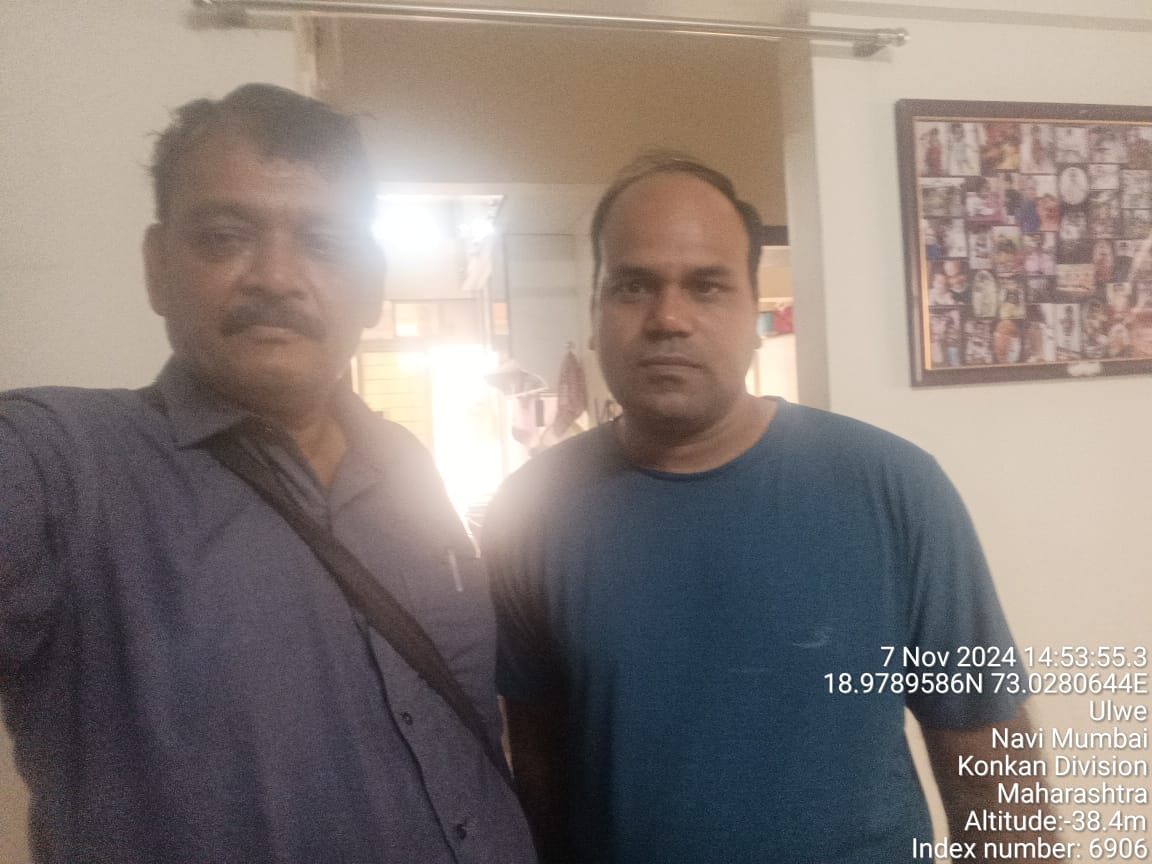 7 Nov 2024 14:53:55.3
18.9789586N 73.0280644E
Ulwe
Navi Mumbai
Konkan Division
Maharashtra
Altitude:-38.4m
Index number: 6906